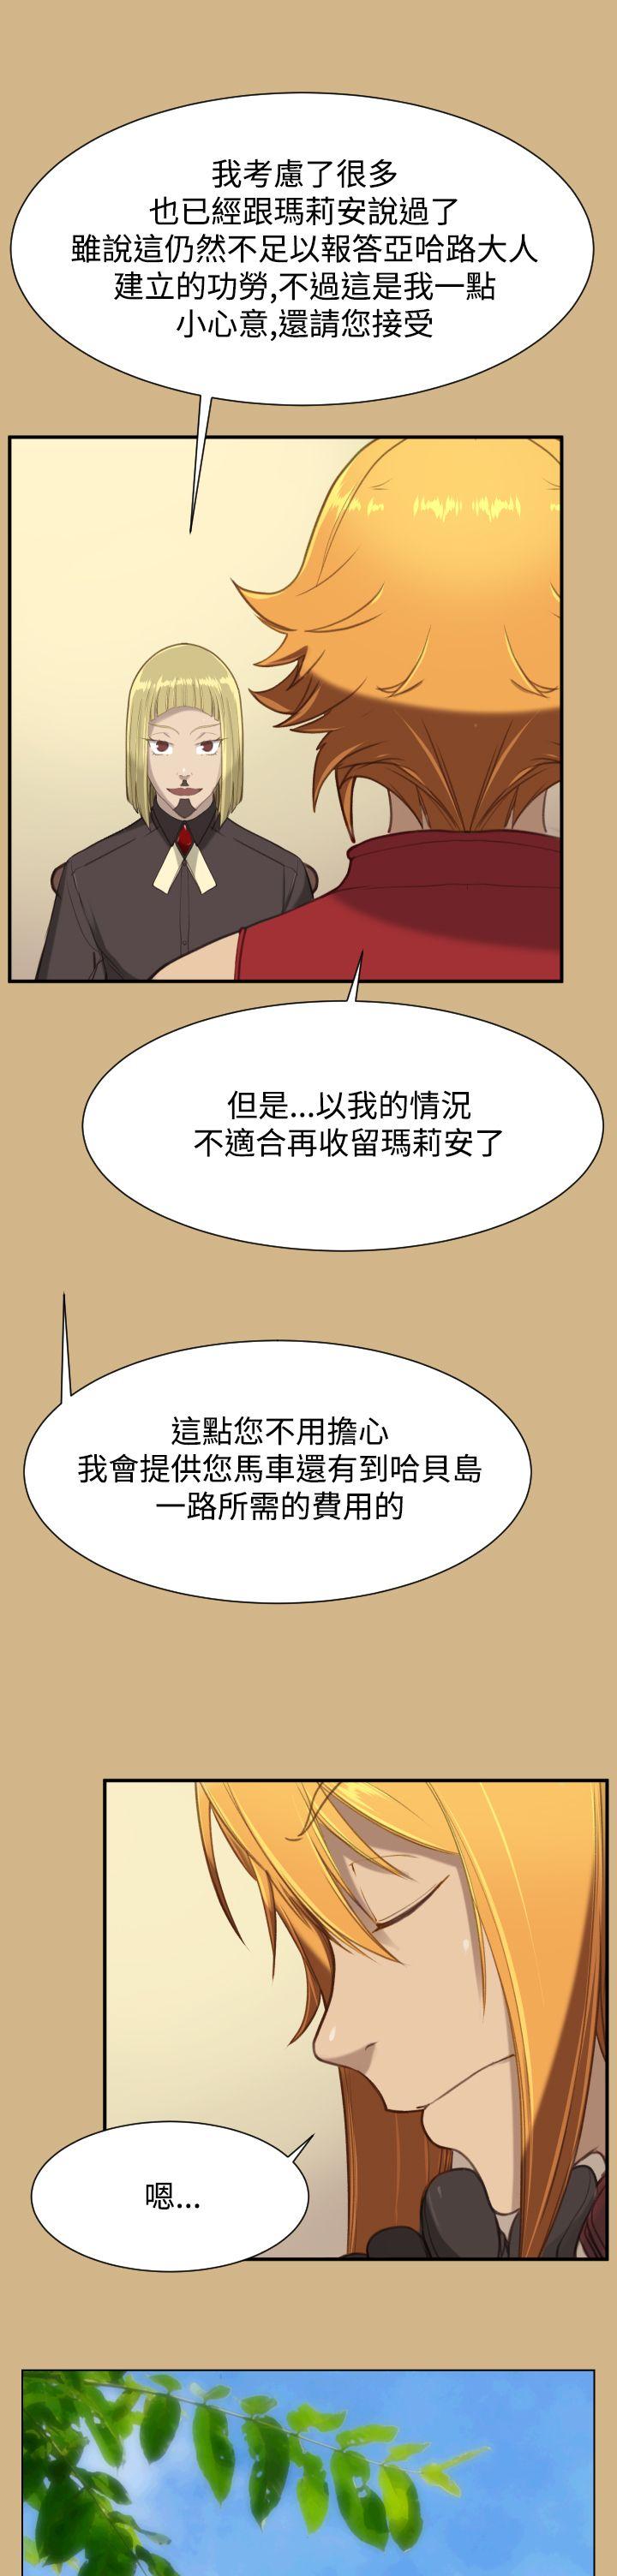 我考慮了很多
也已經跟瑪莉安說過了
雖說這仍然不足以報答亞哈路大人
建立的功勞,不過這是我一點
小心意,還請您接受
但是...以我的情況
不適合再收留瑪莉安了
這點您不用擔心
我會提供您馬車還有到哈貝島
一路所需的費用的
嗯...